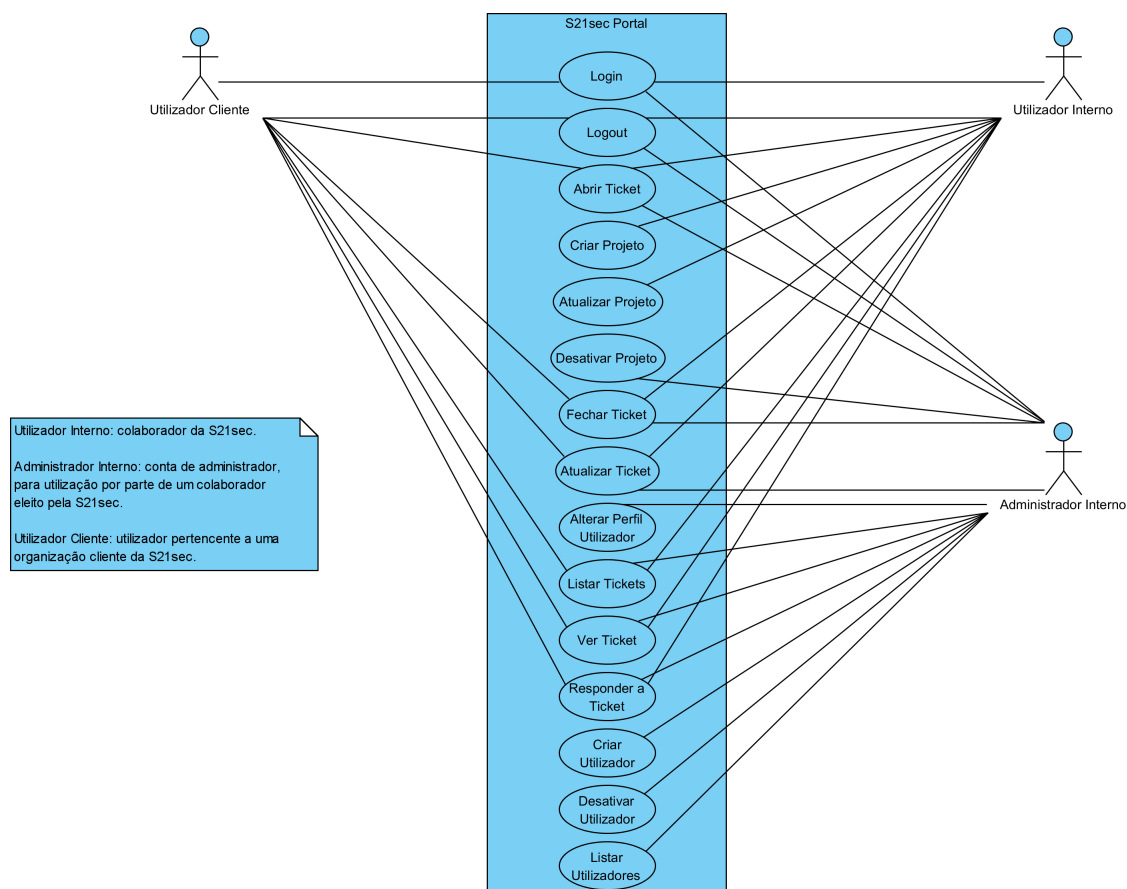 S21sec Portal
Utilizador Cliente
Utilizador Interno
Login
Logout
Abrir Ticket
Criar Projeto
Atualizar Projeto
Desativar Projeto
Fechar Ticket
Atualizar Ticket
Alterar Perfil
Utilizador
Listar Tickets
Ver Ticket
Responder a
Ticket
Criar
Utilizador
Desativar
Utilizador
Listar
Utilizadores
Administrador Interno
Utilizador Interno: colaborador da S21sec.
Administrador Interno: conta de administrador,
para utilização por parte de um colaborador
eleito pela S21sec.
Utilizador Cliente: utilizador pertencente a uma
organização cliente da S21sec.